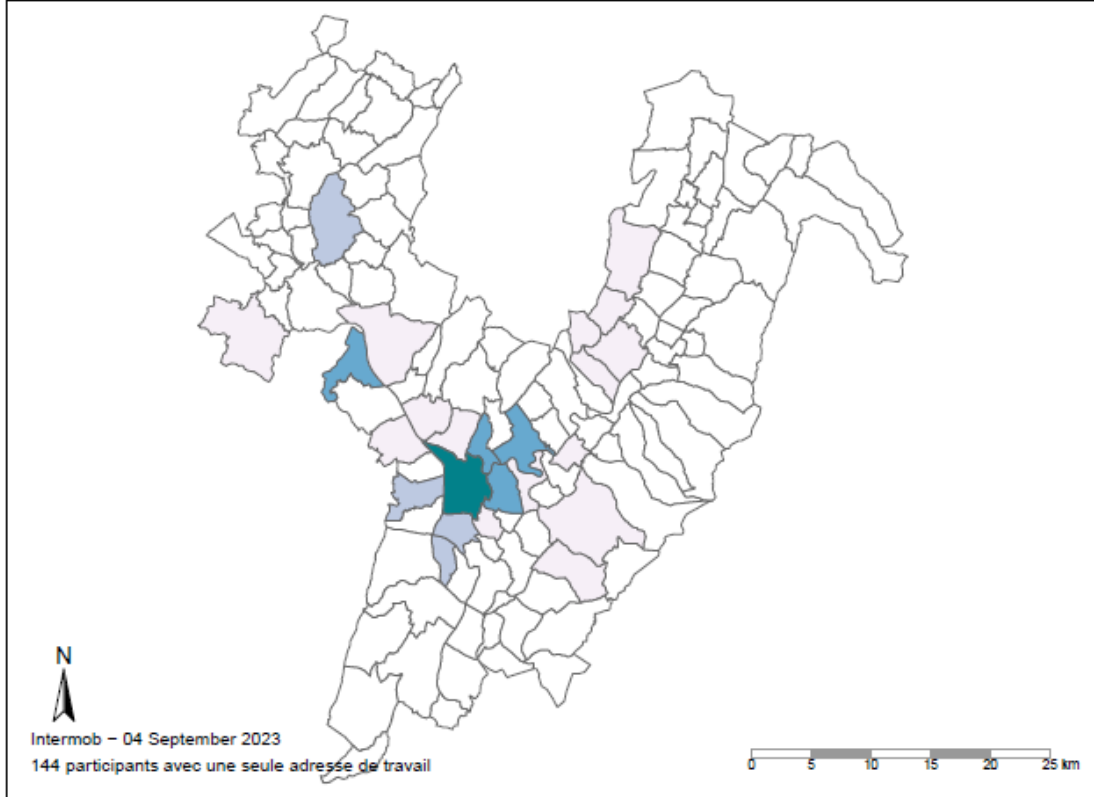 N
Intermob − 04 September 2023
144 participants avec une seule adresse de travail
0 5 10 15 20 25 km